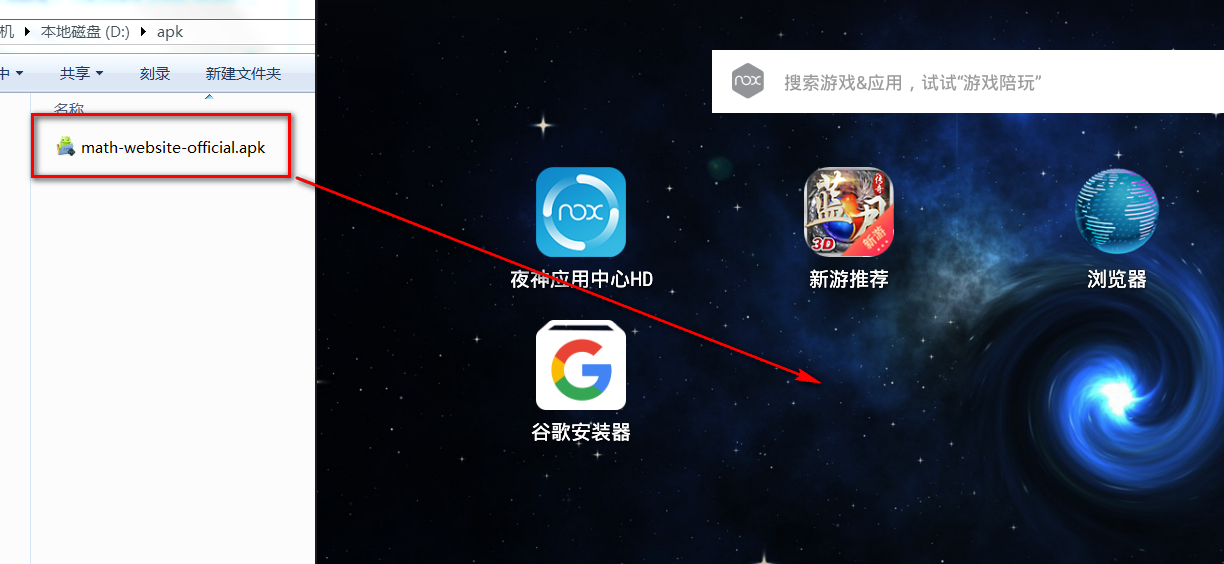 机 本地磁盘 (D:) apk
中 共享 刻录 新建文件夹
名称
math-website-official.apk
nox 搜索游戏&应用，试试“游戏陪玩”
nox
传奇
蓝月
3D
新游
夜神应用中心HD 新游推荐 浏览器
G
谷歌安装器